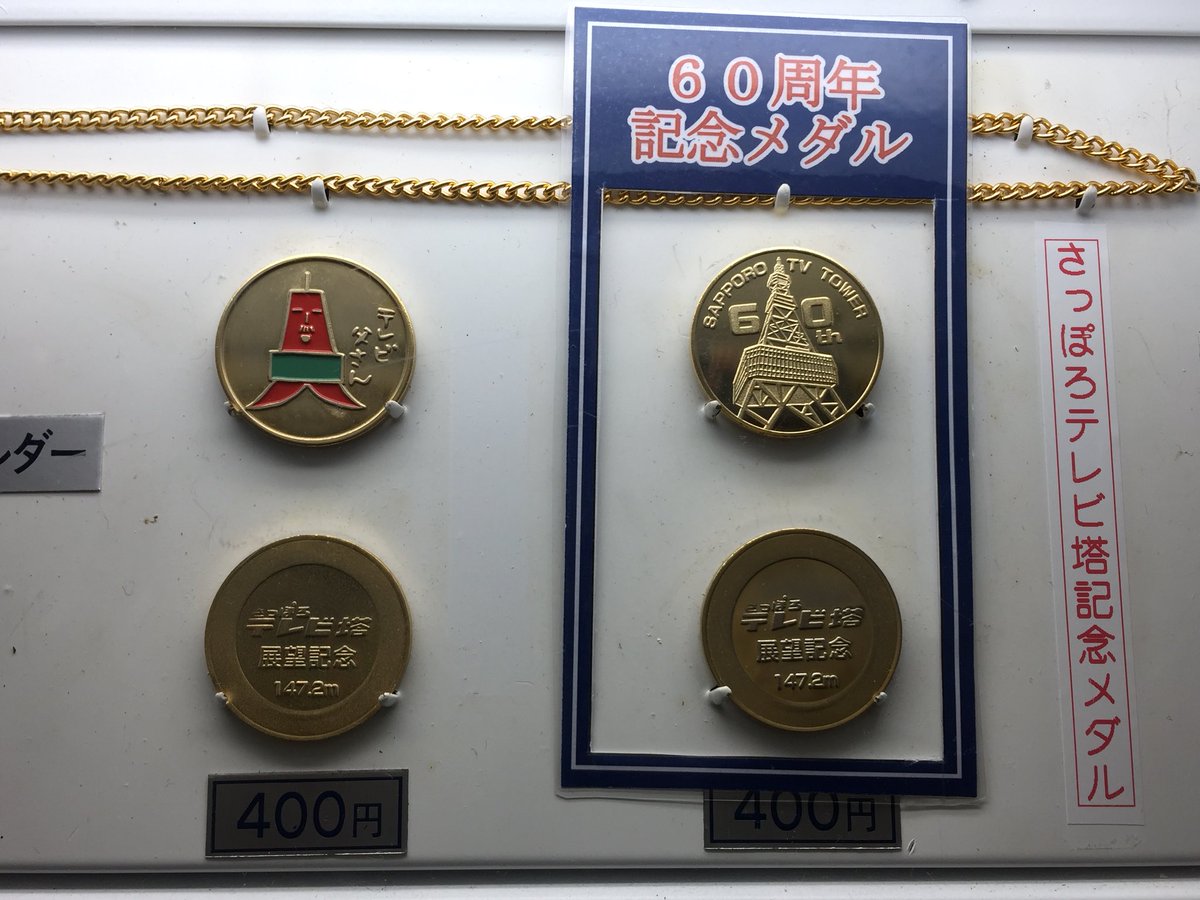 60周年
記念メダル
テレビ
父さん
SAPPORO TV TOWER
60th
さっぽろテレビ塔記念メダル
ルダー
さっぽろ
テレビ塔
展望記念
147.2m
さっぽろ
テレビ塔
展望記念
147.2m
400円
400円